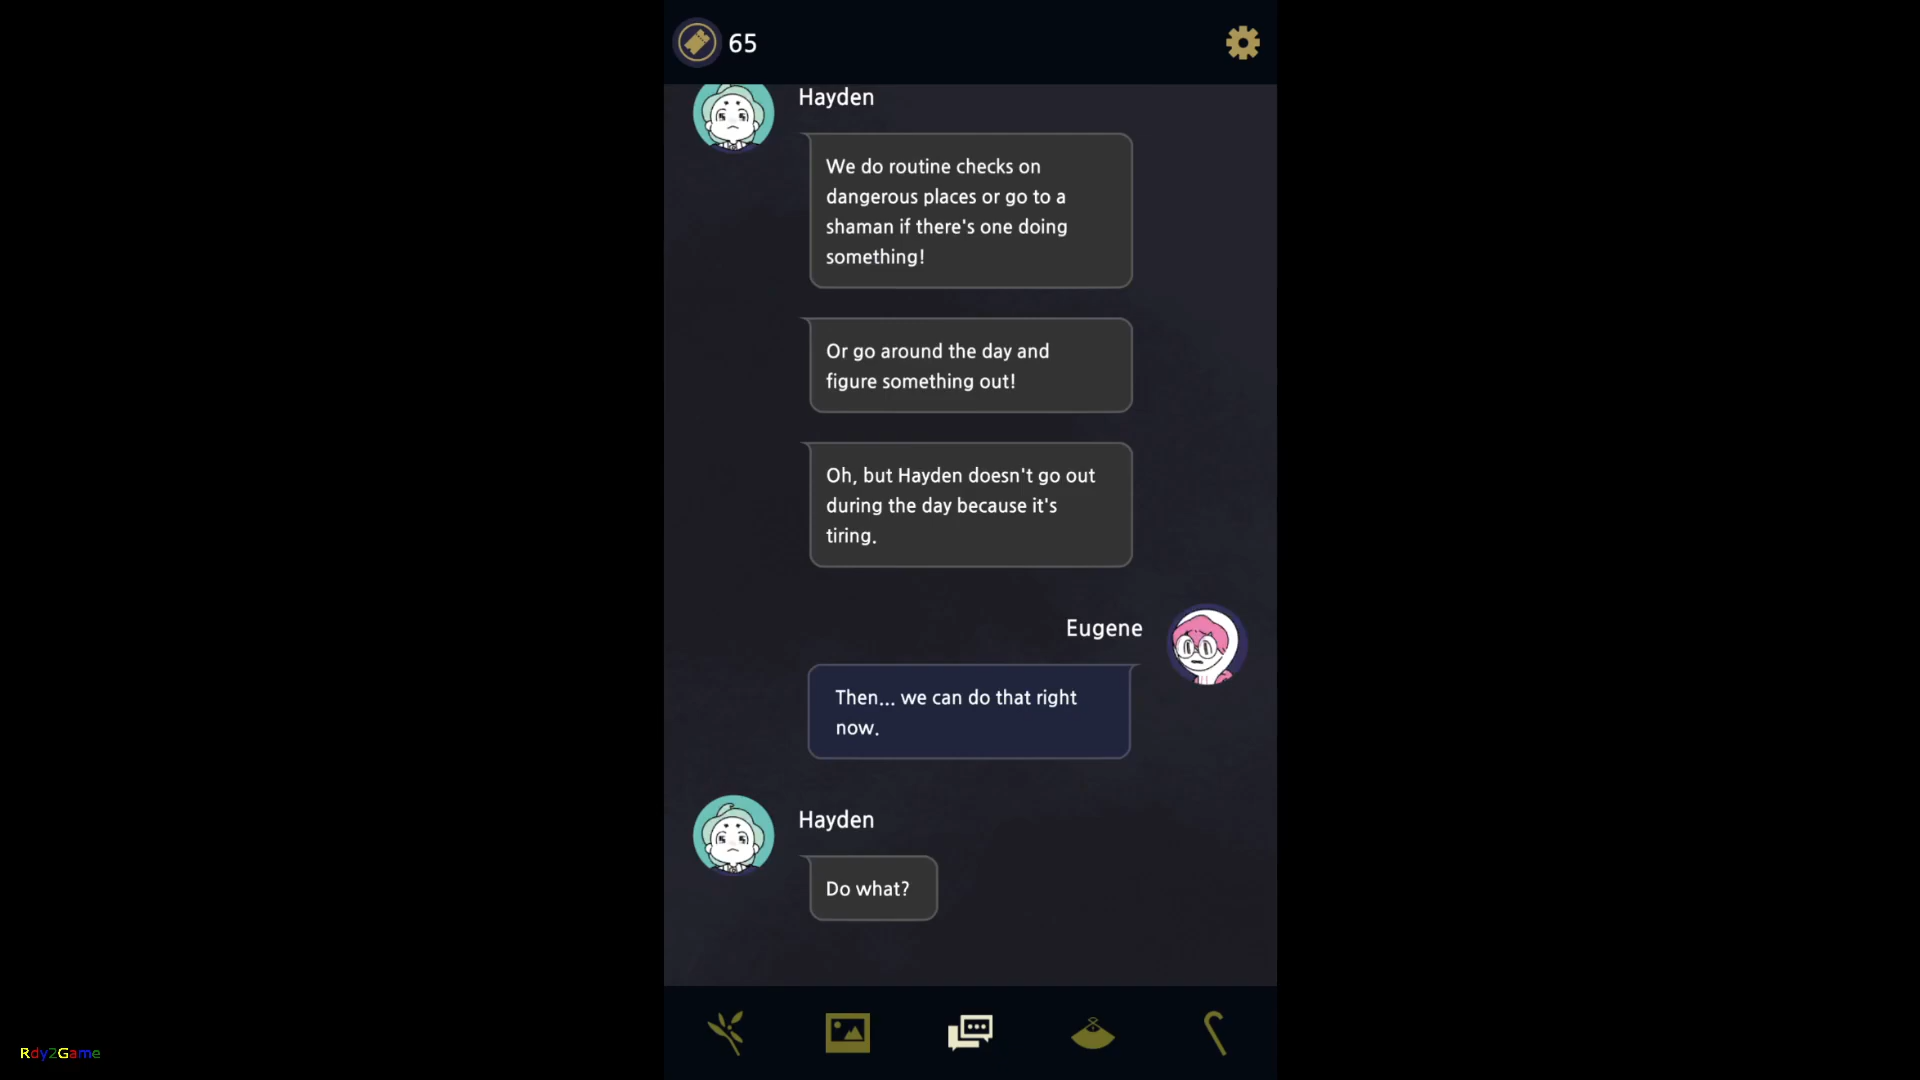 65
Hayden
We do routine checks on
dangerous places or go to a
shaman if there's one doing
something!
Or go around the day and
figure something out!
Oh, but Hayden doesn't go out
during the day because it's
tiring.
Eugene
Then... we can do that right
now.
Hayden
Do what?
Rdy2Game